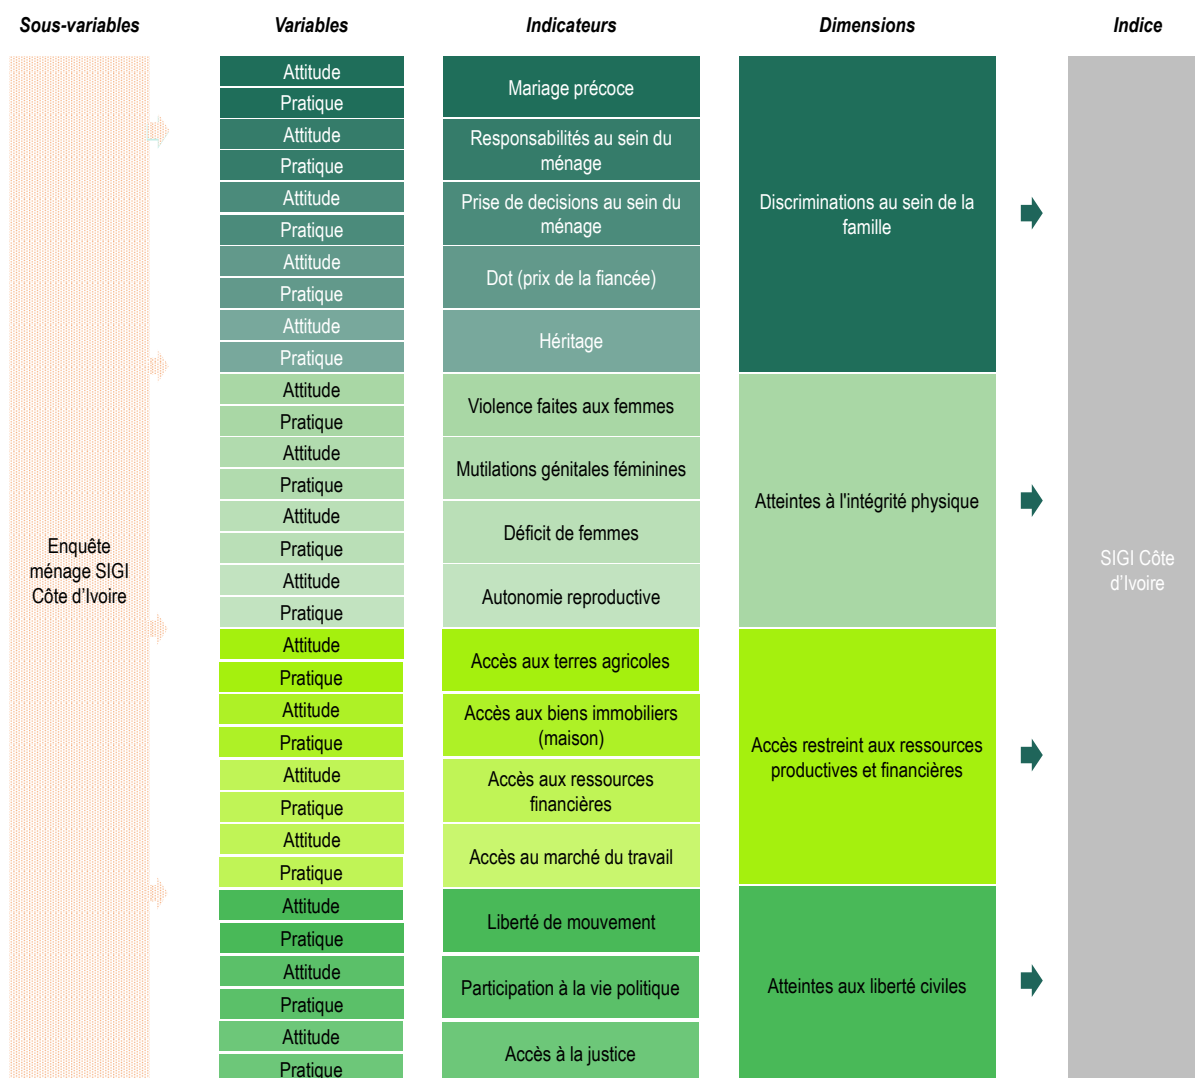 Sous-variables
Variables
Indicateurs
Dimensions
Indice
Enquête
ménage SIGI
Côte d'Ivoire
Attitude
Pratique
Attitude
Pratique
Attitude
Pratique
Attitude
Pratique
Attitude
Pratique
Attitude
Pratique
Attitude
Pratique
Attitude
Pratique
Attitude
Pratique
Attitude
Pratique
Attitude
Pratique
Attitude
Pratique
Attitude
Pratique
Attitude
Pratique
Attitude
Pratique
Attitude
Pratique
Mariage précoce
Responsabilités au sein du
ménage
Prise de decisions au sein du
ménage
Dot (prix de la fiancée)
Héritage
Violence faites aux femmes
Mutilations génitales féminines
Déficit de femmes
Autonomie reproductive
Accès aux terres agricoles
Accès aux biens immobiliers
(maison)
Accès aux ressources
financières
Accès au marché du travail
Liberté de mouvement
Participation à la vie politique
Accès à la justice
Discriminations au sein de la
famille
Atteintes à l'intégrité physique
Accès restreint aux ressources
productives et financières
Atteintes aux liberté civiles
SIGI Côte
d'Ivoire